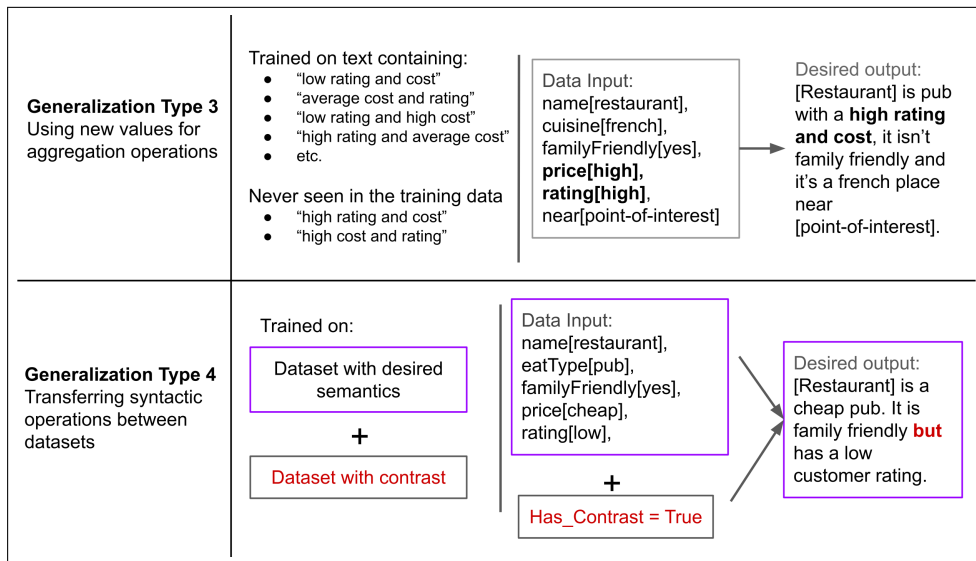 Generalization Type 3
Using new values for
aggregation operations
Trained on text containing:
● “low rating and cost”
● “average cost and rating”
● “low rating and high cost”
● “high rating and average cost”
● etc.
Never seen in the training data
● “high rating and cost”
● “high cost and rating”
Data Input:
name[restaurant],
cuisine[french],
familyFriendly[yes],
price[high],
rating[high],
near[point-of-interest]
Desired output:
[Restaurant] is pub
with a high rating
and cost, it isn’t
family friendly and
it’s a french place
near
[point-of-interest].
Generalization Type 4
Transferring syntactic
operations between
datasets
Trained on:
Dataset with desired
semantics
+
Dataset with contrast
Data Input:
name[restaurant],
eatType[pub],
familyFriendly[yes],
price[cheap],
rating[low],
+
Has_Contrast = True
Desired output:
[Restaurant] is a
cheap pub. It is
family friendly but
has a low
customer rating.